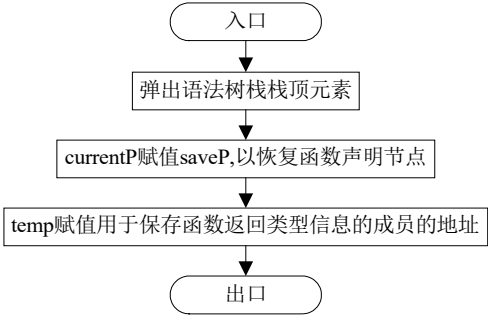 入口
弹出语法树栈栈顶元素
currentP赋值saveP,以恢复函数声明节点
temp赋值用于保存函数返回类型信息的成员的地址
出口